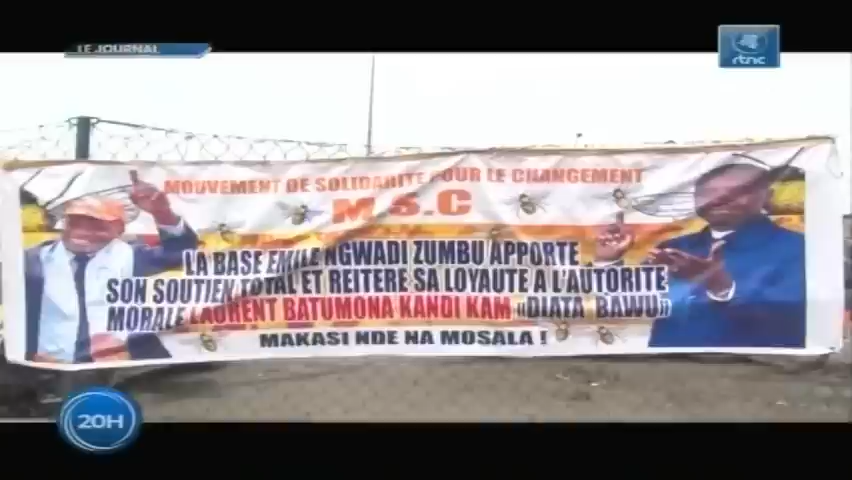 LE JOURNAL
rtnc
MOUVEMENT DE SOLIDARITE POUR LE CHANGEMENT
M.S.C
LA BASE EMILE NGWADI ZUMBU APPORTE
SON SOUTIEN TOTAL ET REITERE SA LOYAUTE A L'AUTORITE
MORALE LAURENT BATUMONA KANDI KAM «DIATA BAWU»
MAKASI NDE NA MOSALA !
20H